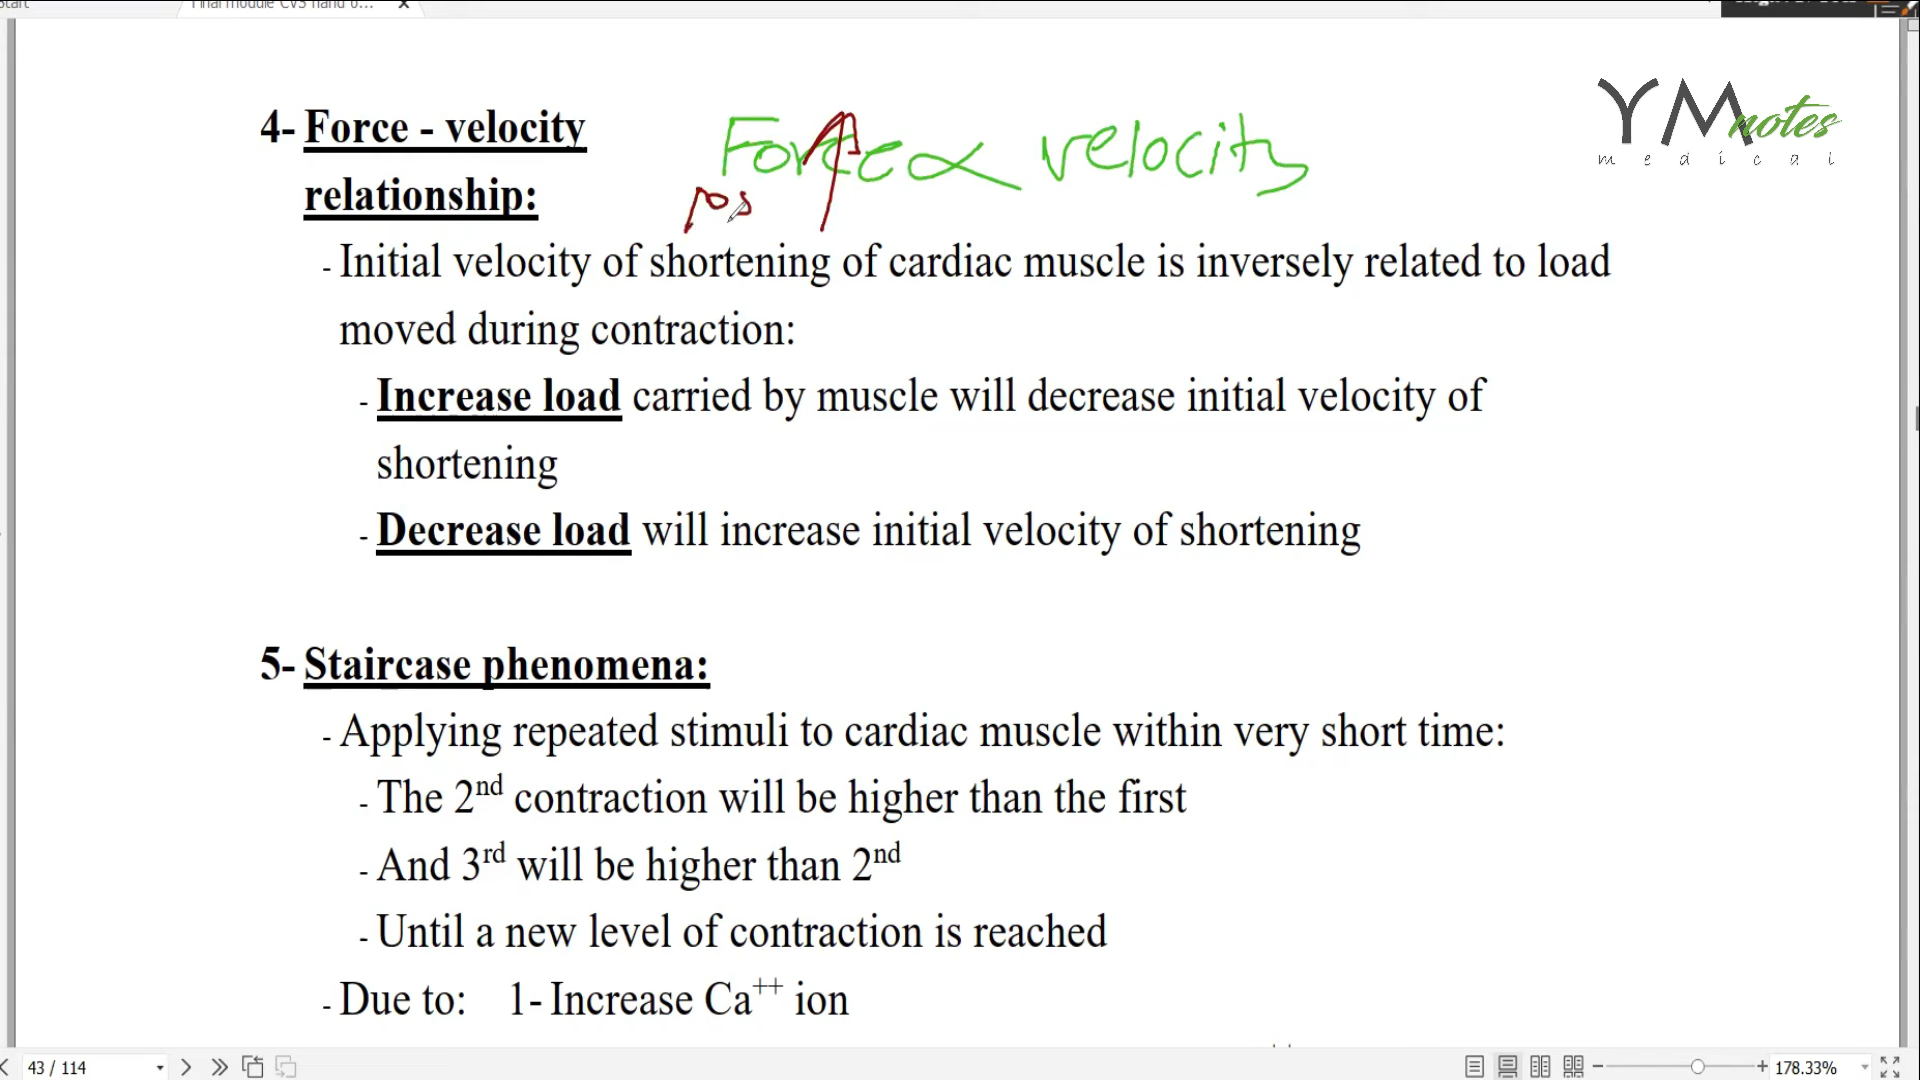 4- Force - velocity
relationship:
Force ∝ velocity
YM notes
medical
- Initial velocity of shortening of cardiac muscle is inversely related to load
moved during contraction:
- Increase load carried by muscle will decrease initial velocity of
shortening
- Decrease load will increase initial velocity of shortening
5- Staircase phenomena:
- Applying repeated stimuli to cardiac muscle within very short time:
- The 2nd contraction will be higher than the first
- And 3rd will be higher than 2nd
- Until a new level of contraction is reached
- Due to: 1- Increase Ca++ ion
43 / 114
178.33%